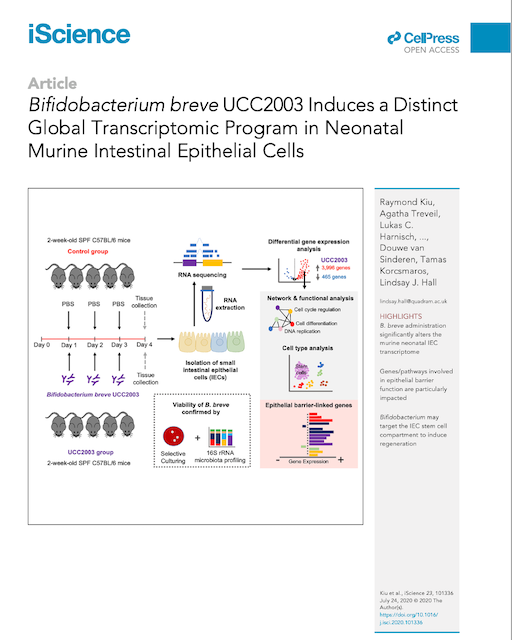 iScience
CellPress
OPEN ACCESS
Article
Bifidobacterium breve UCC2003 Induces a Distinct
Global Transcriptomic Program in Neonatal
Murine Intestinal Epithelial Cells
2-week-old SPF C57BL/6 mice
Control group
PBS PBS PBS
Tissue
collection
Day 0 Day 1 Day 2 Day 3 Day 4
Tissue
collection
Bifidobacterium breve UCC2003
UCC2003 group
2-week-old SPF C57BL/6 mice
RNA sequencing
RNA
extraction
Isolation of small
intestinal epithelial
cells (IECs)
Viability of B. breve
confirmed by
+
Selective
Culturing
16S rRNA
microbiota profiling
Differential gene expression
analysis
UCC2003
3,996 genes
465 genes
Network & functional analysis
Cell cycle regulation
Cell differentiation
DNA replication
Cell type analysis
Stem
cells
Epithelial barrier-linked genes
- Gene Expression +
Raymond Kiu,
Agatha Treveil,
Lukas C.
Harnisch, ...,
Douwe van
Sinderen, Tamas
Korcsmaros,
Lindsay J. Hall
lindsay.hall@quadram.ac.uk
HIGHLIGHTS
B. breve administration
significantly alters the
murine neonatal IEC
transcriptome
Genes/pathways involved
in epithelial barrier
function are particularly
impacted
Bifidobacterium may
target the IEC stem cell
compartment to induce
regeneration
Kiu et al., iScience 23, 101336
July 24, 2020 © 2020 The
Author(s).
https://doi.org/10.1016/
j.isci.2020.101336